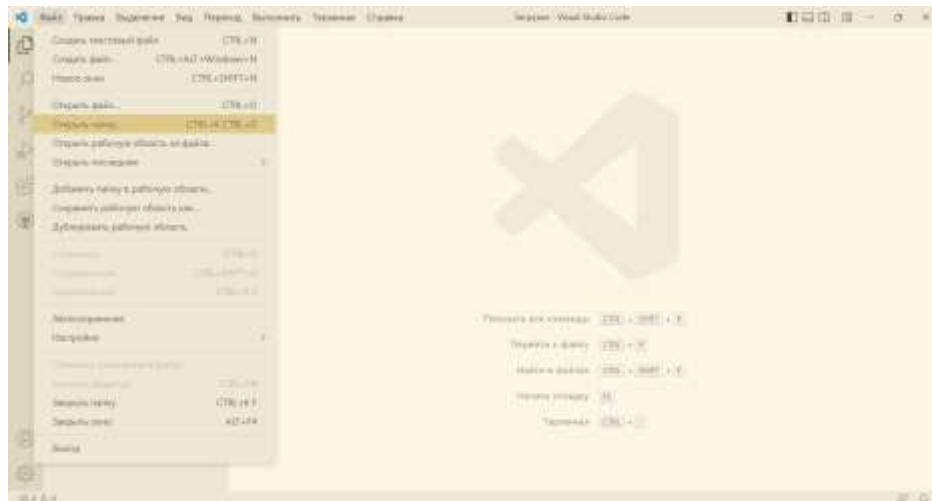 Файл Правка Выделение Вид Переход Выполнить Терминал Справка
Visual Studio Code
Создать текстовый файл CTRL+N
Создать файл... CTRL+ALT+Windows+N
Новое окно CTRL+SHIFT+N
Открыть файл... CTRL+O
Открыть папку... CTRL+K CTRL+O
Открыть рабочую область из файла...
Открыть последние
Добавить папку в рабочую область...
Сохранить рабочую область как...
Дублировать рабочую область
Автосохранение
Настройки
Закрыть папку CTRL+K F
Закрыть окно ALT+F4
Выход
Показать все команды CTRL + SHIFT + P
Перейти к файлу CTRL + P
Найти в файлах CTRL + SHIFT + F
Начать отладку F5
Терминал CTRL +